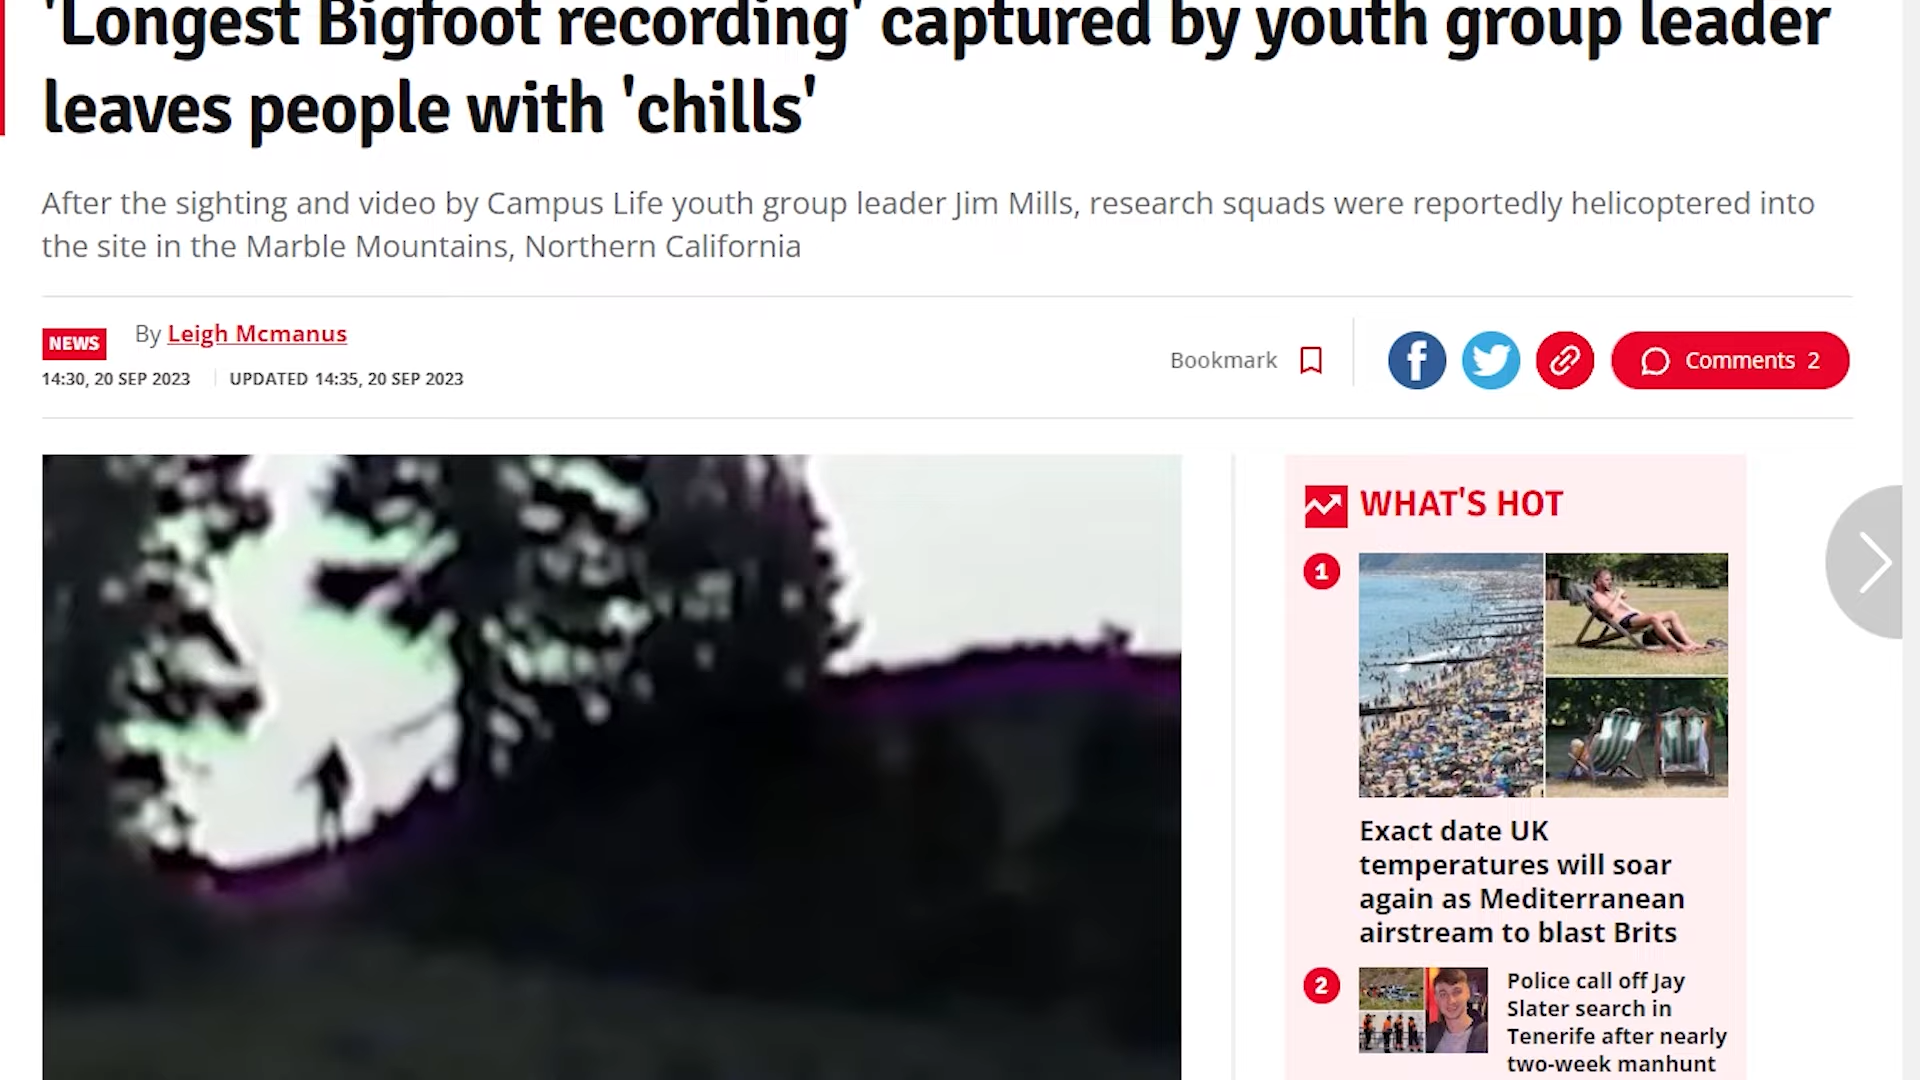 'Longest Bigfoot recording' captured by youth group leader
leaves people with 'chills'
After the sighting and video by Campus Life youth group leader Jim Mills, research squads were reportedly helicoptered into
the site in the Marble Mountains, Northern California
NEWS
By Leigh Mcmanus
14:30, 20 SEP 2023
UPDATED 14:35, 20 SEP 2023
Bookmark
Comments 2
WHAT'S HOT
1
Exact date UK
temperatures will soar
again as Mediterranean
airstream to blast Brits
2
Police call off Jay
Slater search in
Tenerife after nearly
two-week manhunt